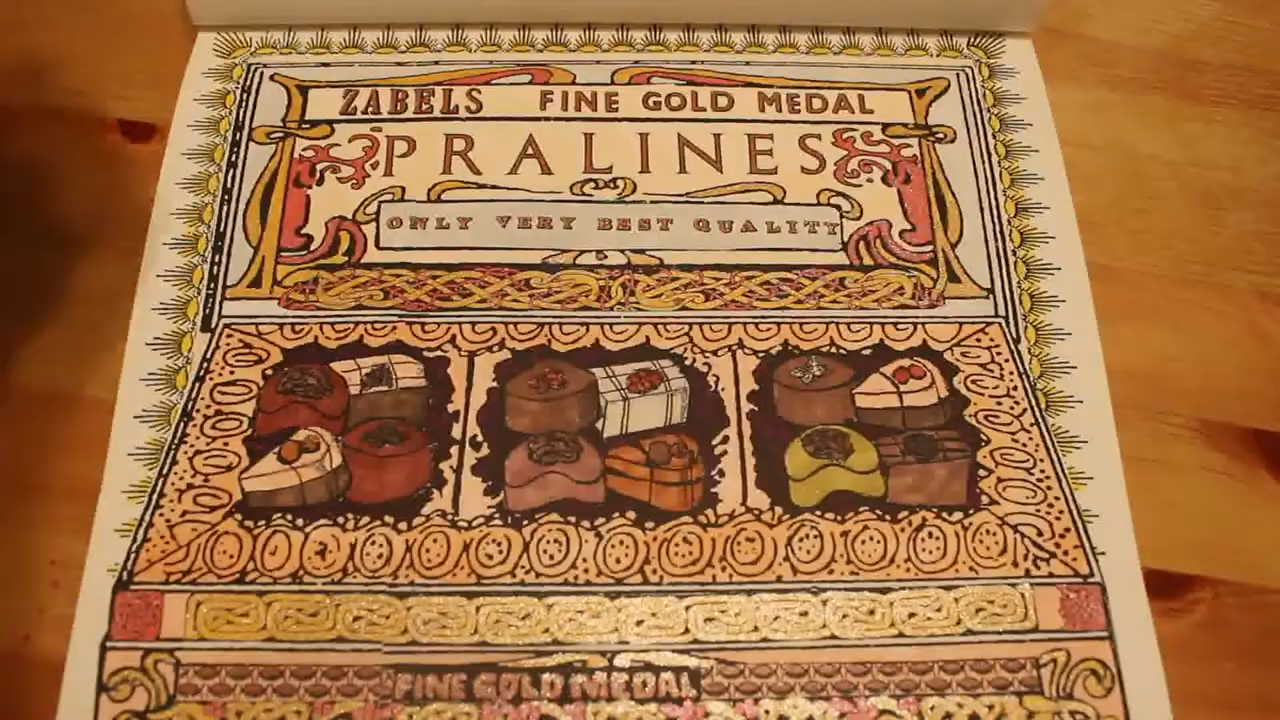 ZABELS FINE GOLD MEDAL
PRALINES
ONLY VERY BEST QUALITY
FINE GOLD MEDAL